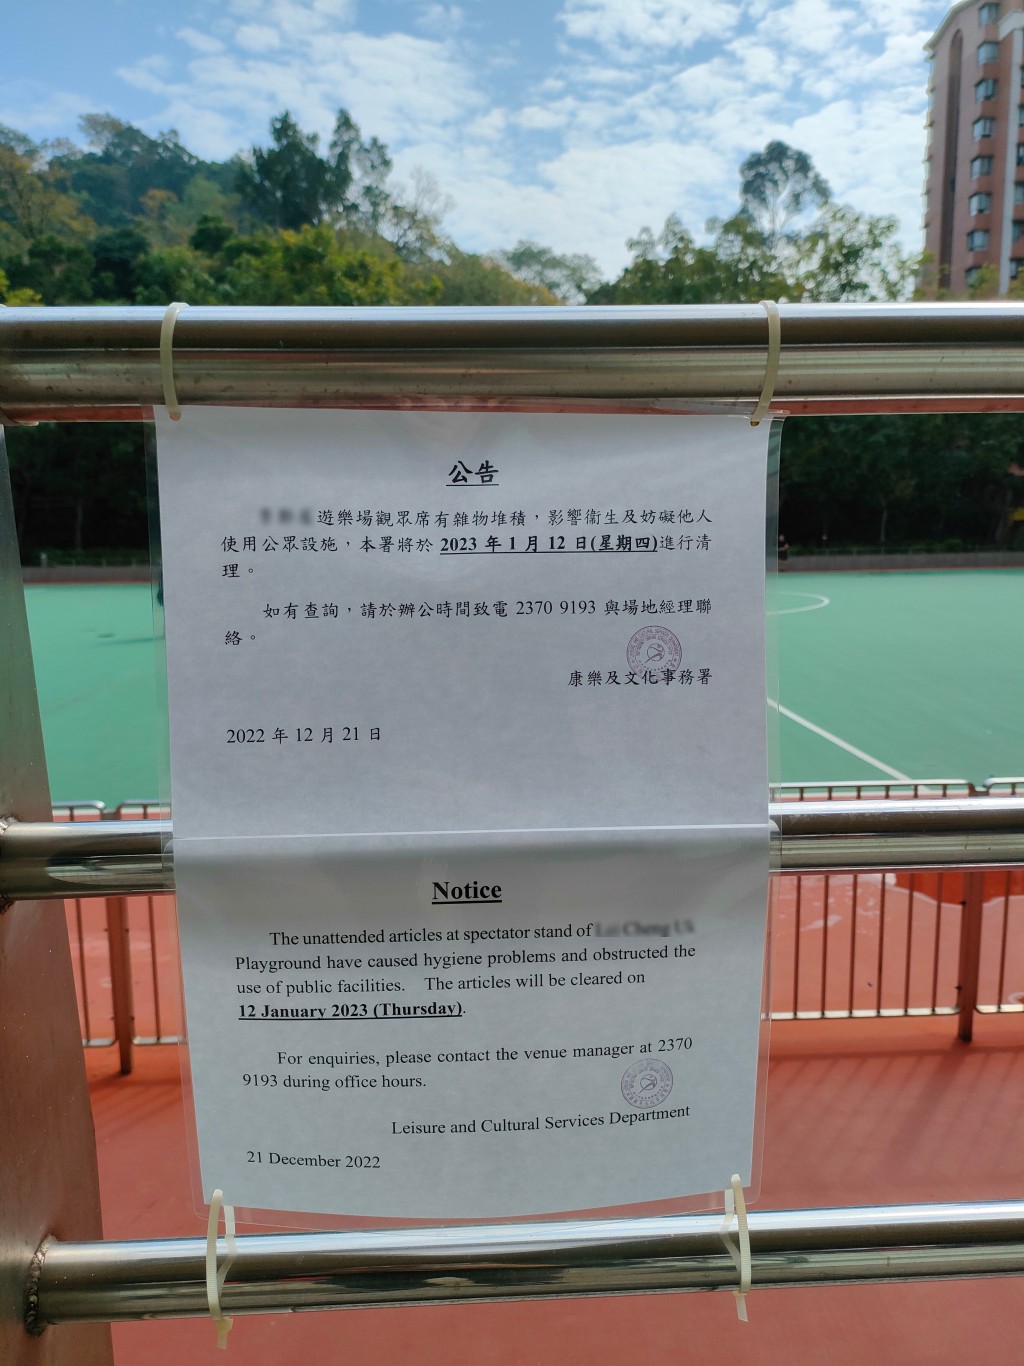 公告
遊樂場觀眾席有雜物堆積，影響衞生及妨礙他人
使用公眾設施，本署將於 2023 年 1 月 12 日(星期四)進行清
理。
如有查詢，請於辦公時間致電 2370 9193 與場地經理聯
絡。
康樂及文化事務署
2022 年 12 月 21 日
Notice
The unattended articles at spectator stand of
Playground have caused hygiene problems and obstructed the
use of public facilities. The articles will be cleared on
12 January 2023 (Thursday).
For enquiries, please contact the venue manager at 2370
9193 during office hours.
Leisure and Cultural Services Department
21 December 2022